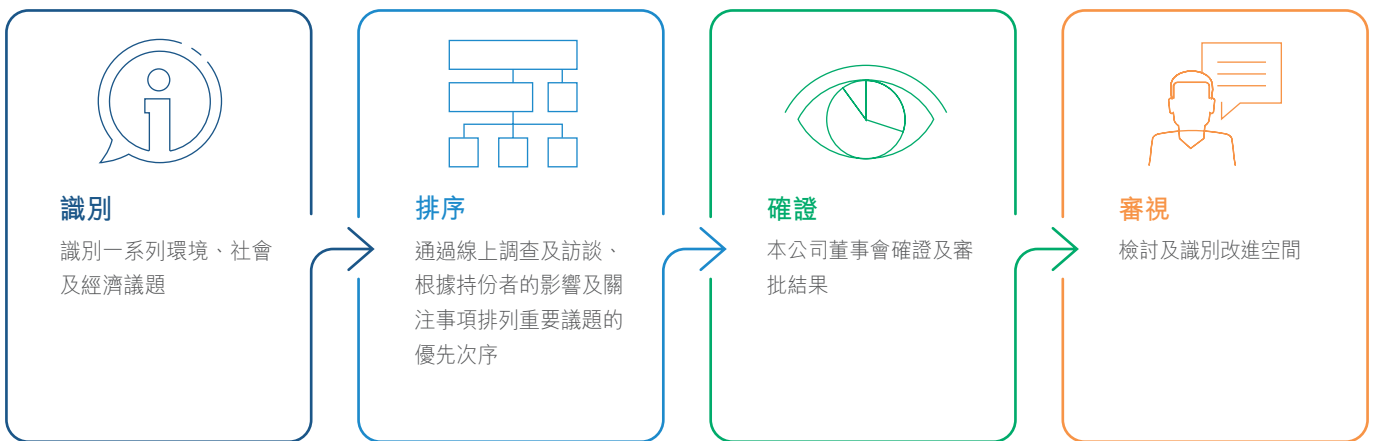 識別
識別一系列環境、社會
及經濟議題
排序
通過線上調查及訪談、
根據持份者的影響及關
注事項排列重要議題的
優先次序
確證
本公司董事會確證及審
批結果
審視
檢討及識別改進空間